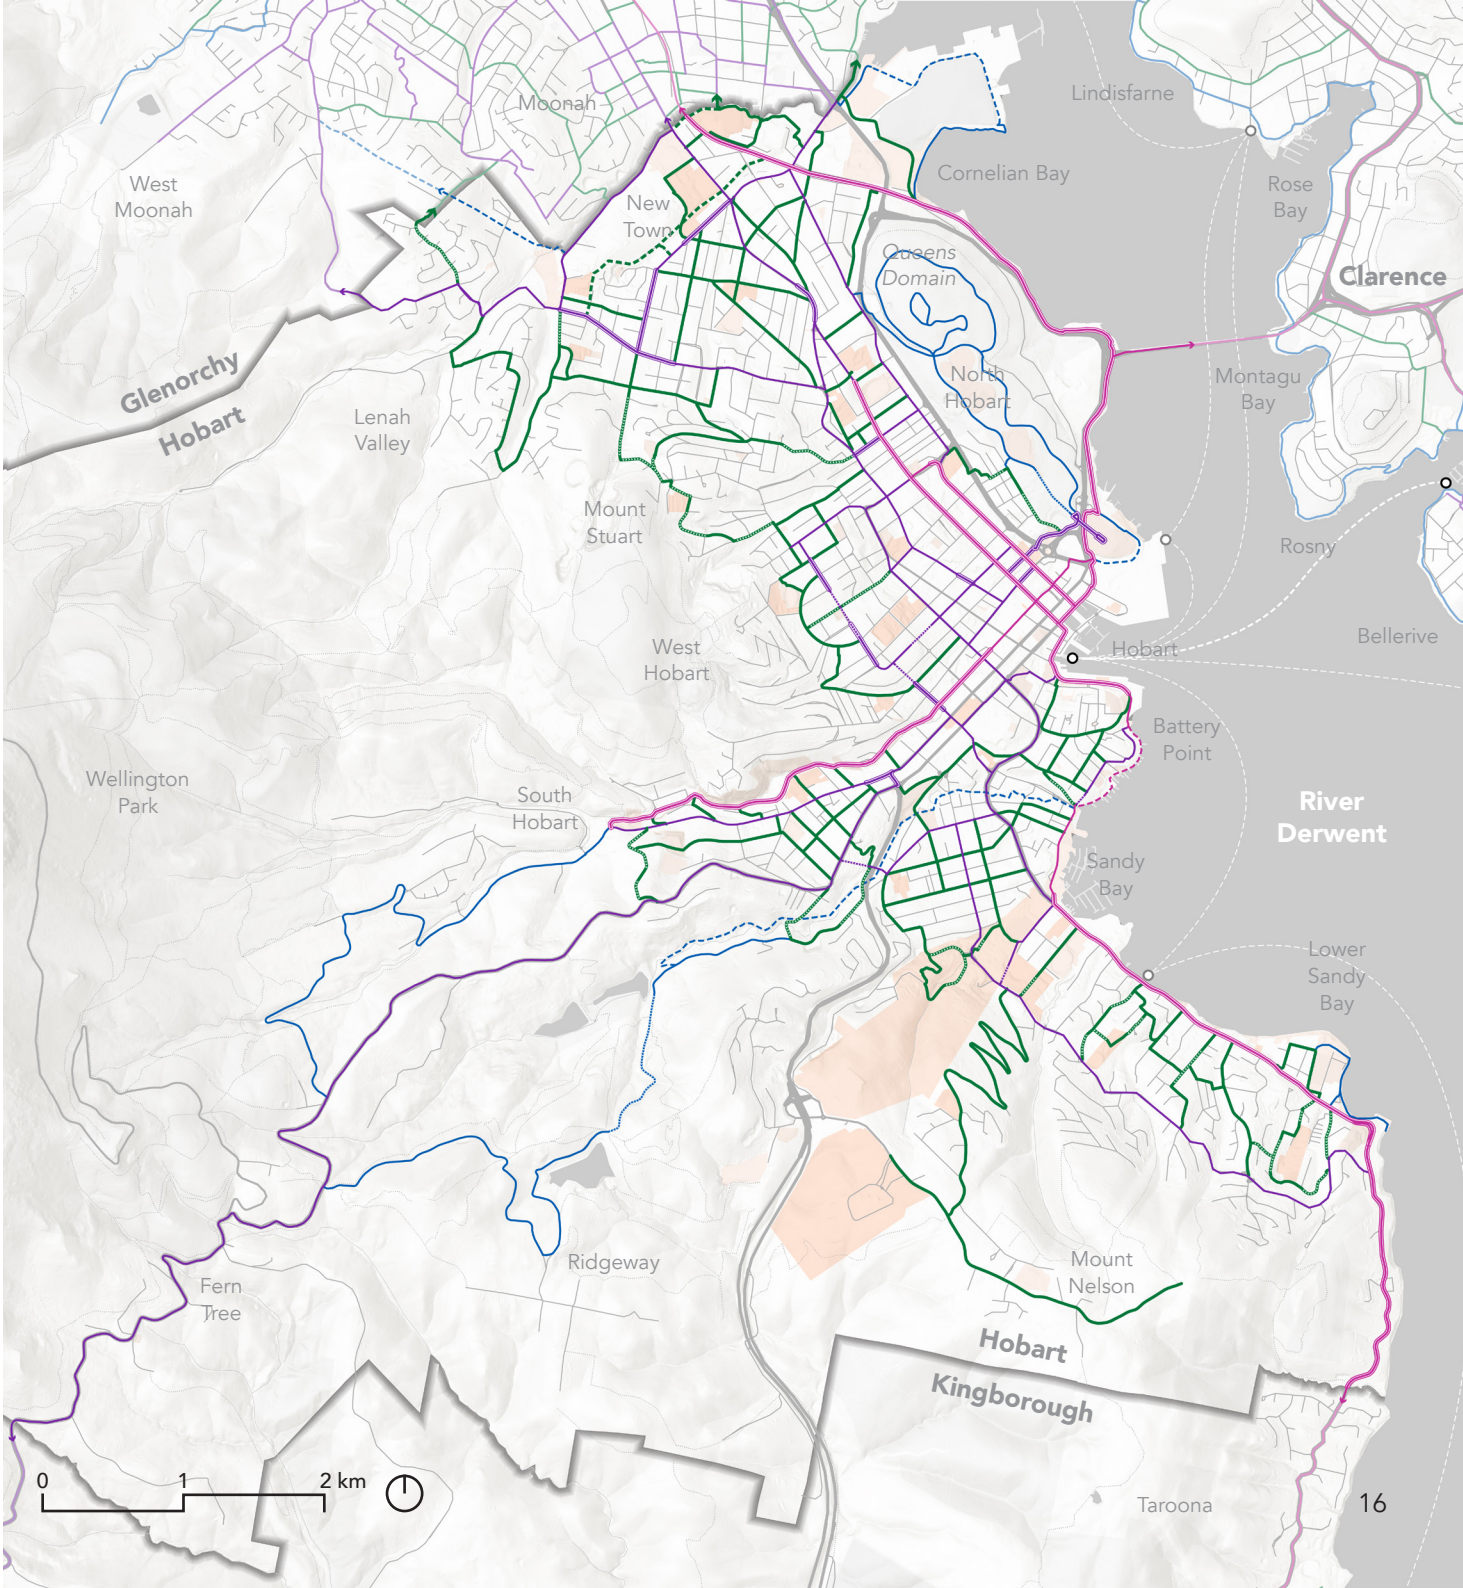 Lindisfarne
Moonah
Cornelian Bay
West
Moonah
Rose
Bay
New
Town
Queens
Domain
Clarence
Glenorchy
Hobart
North
Hobart
Montagu
Bay
Lenah
Valley
Mount
Stuart
Rosny
West
Hobart
Hobart
Bellerive
Battery
Point
Wellington
Park
South
Hobart
River
Derwent
Sandy
Bay
Lower
Sandy
Bay
Ridgeway
Mount
Nelson
Fern
Tree
Hobart
Kingborough
0 1 2 km
Taroona
16